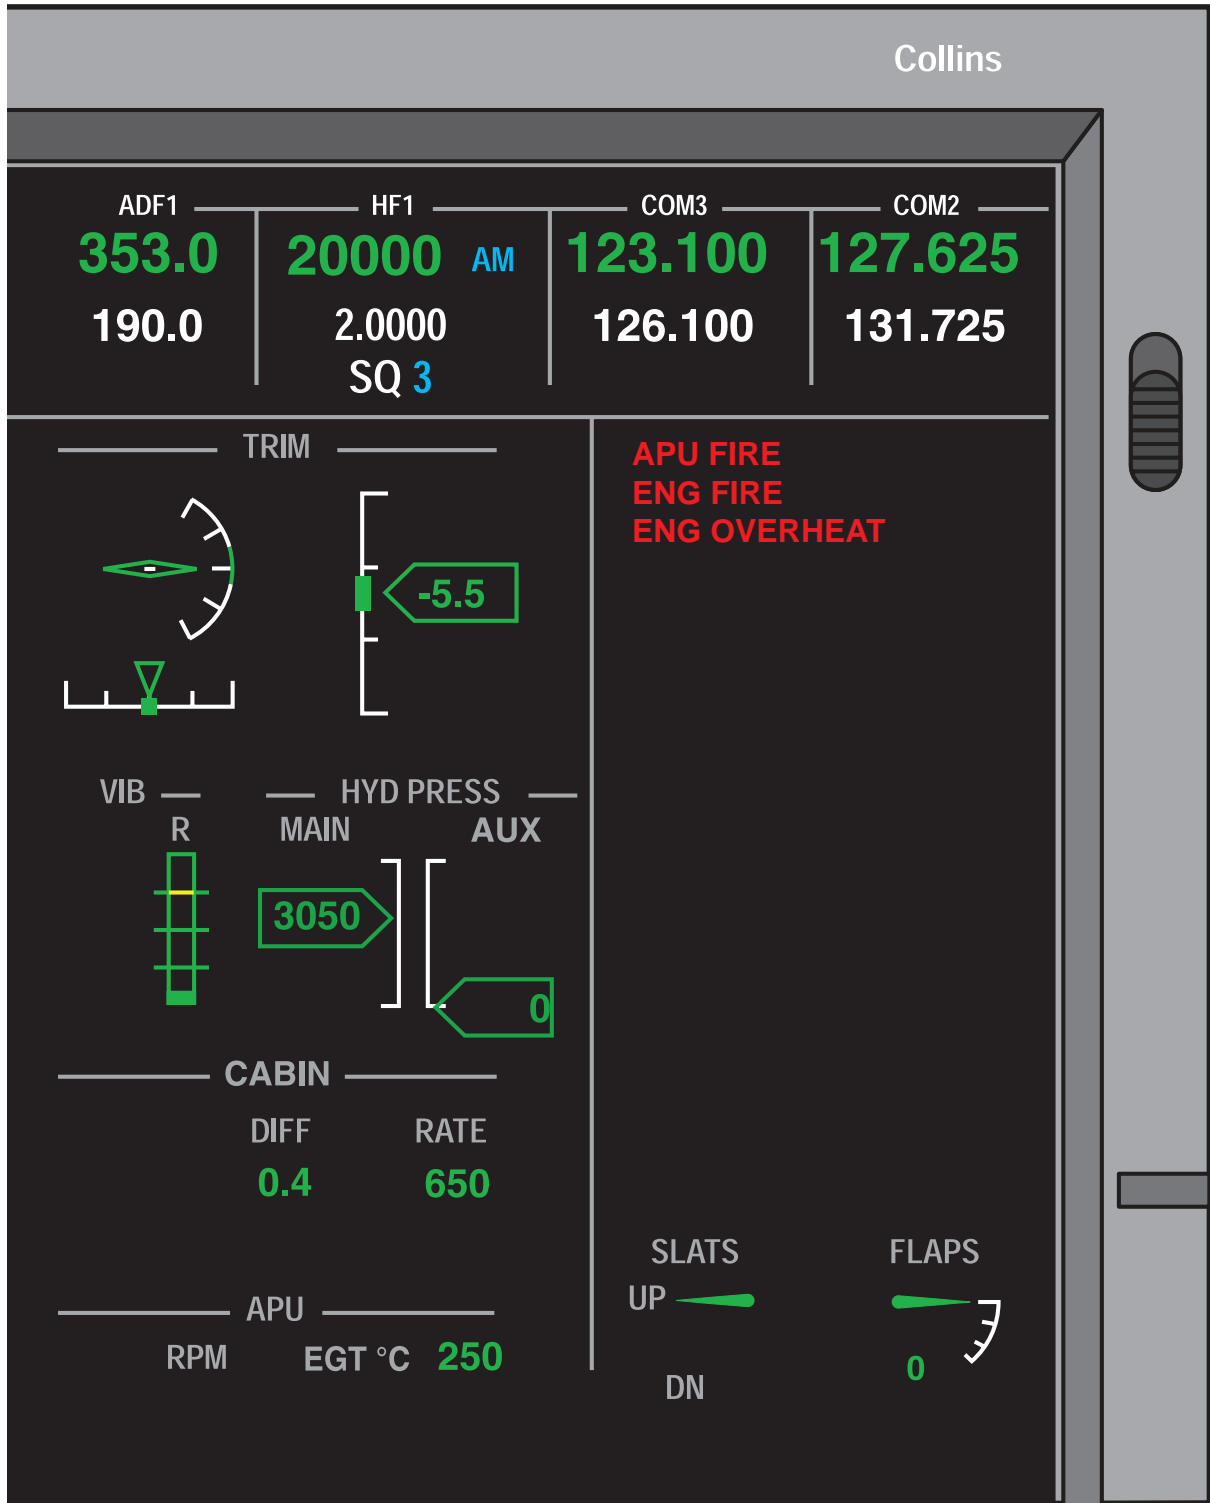 Collins
ADF1 HF1 COM3 COM2
353.0 20000 AM 123.100 127.625
190.0 2.0000 126.100 131.725
SQ 3
TRIM
APU FIRE
ENG FIRE
ENG OVERHEAT
-5.5
VIB HYD PRESS
R MAIN AUX
3050
0
CABIN
DIFF RATE
0.4 650
SLATS FLAPS
UP
APU
RPM EGT °C 250
0
DN